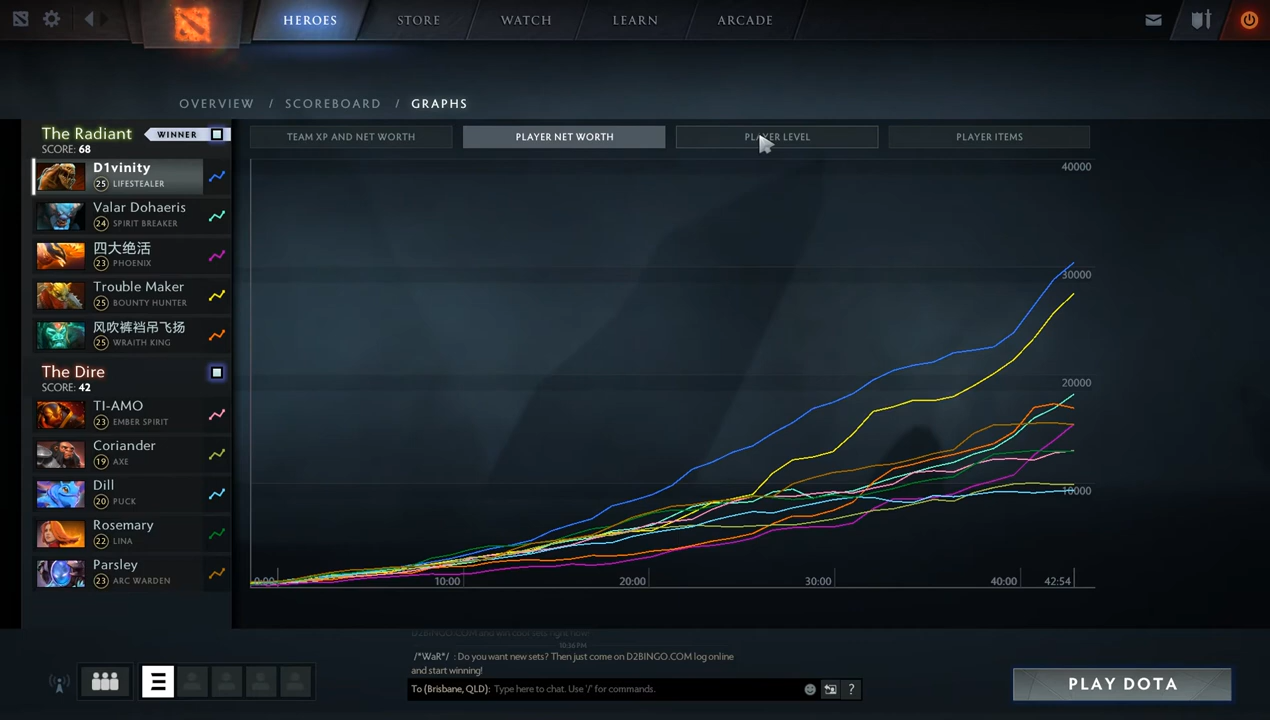 HEROES
STORE
WATCH
LEARN
ARCADE
OVERVIEW / SCOREBOARD / GRAPHS
The Radiant
WINNER
SCORE: 68
D1vinity
25 LIFESTEALER
Valar Dohaeris
24 SPIRIT BREAKER
四大绝活
23 PHOENIX
Trouble Maker
25 BOUNTY HUNTER
风吹裤裆吊飞扬
25 WRAITH KING
The Dire
SCORE: 42
TI-AMO
23 EMBER SPIRIT
Coriander
19 AXE
Dill
20 PUCK
Rosemary
22 LINA
Parsley
23 ARC WARDEN
TEAM XP AND NET WORTH
PLAYER NET WORTH
PLAYER LEVEL
PLAYER ITEMS
40000
30000
20000
10000
0:00
10:00
20:00
30:00
40:00
42:54
10:36 PM
/*WaR*/ : Do you want new sets? Then just come on D2BINGO.COM log online
and start winning!
To (Brisbane, QLD): Type here to chat. Use '/' for commands.
?
PLAY DOTA